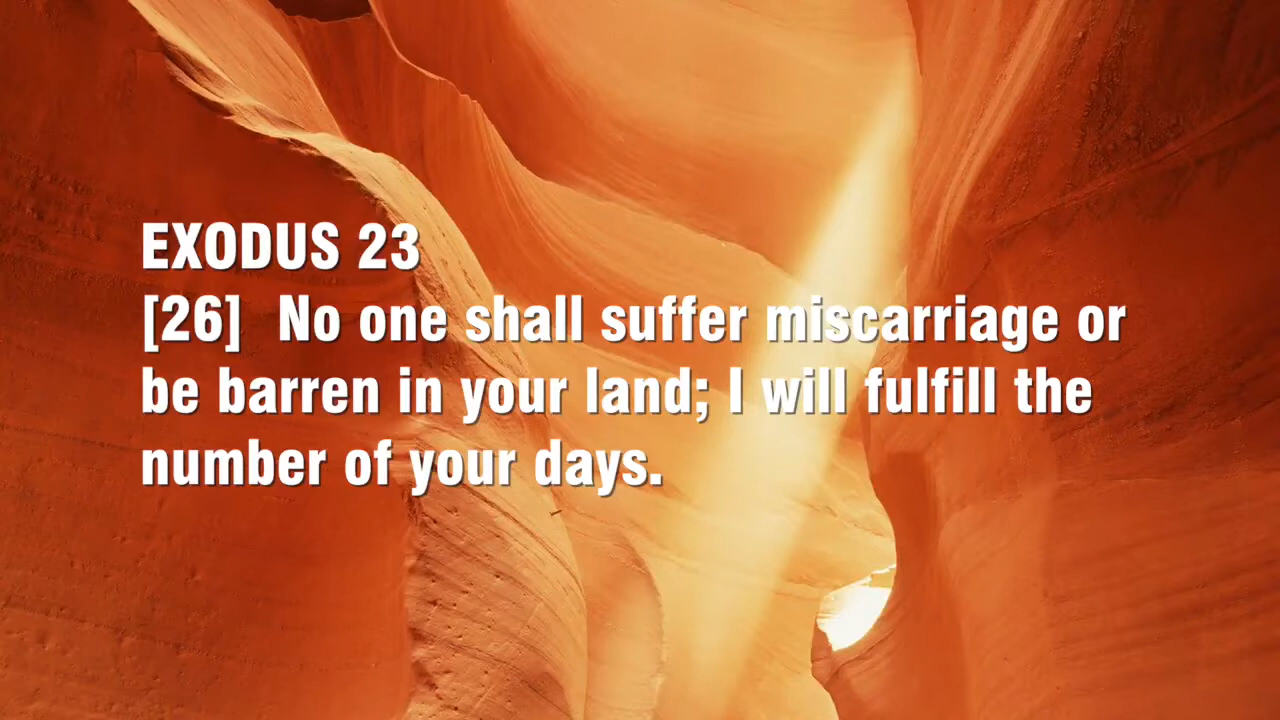 EXODUS 23
[26]  No one shall suffer miscarriage or
be barren in your land; I will fulfill the
number of your days.